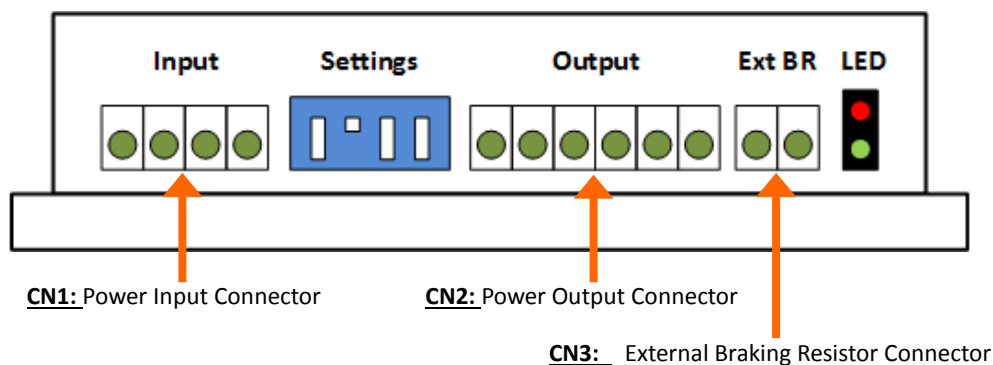 Input Settings Output Ext BR LED
CN1: Power Input Connector CN2: Power Output Connector
CN3: External Braking Resistor Connector